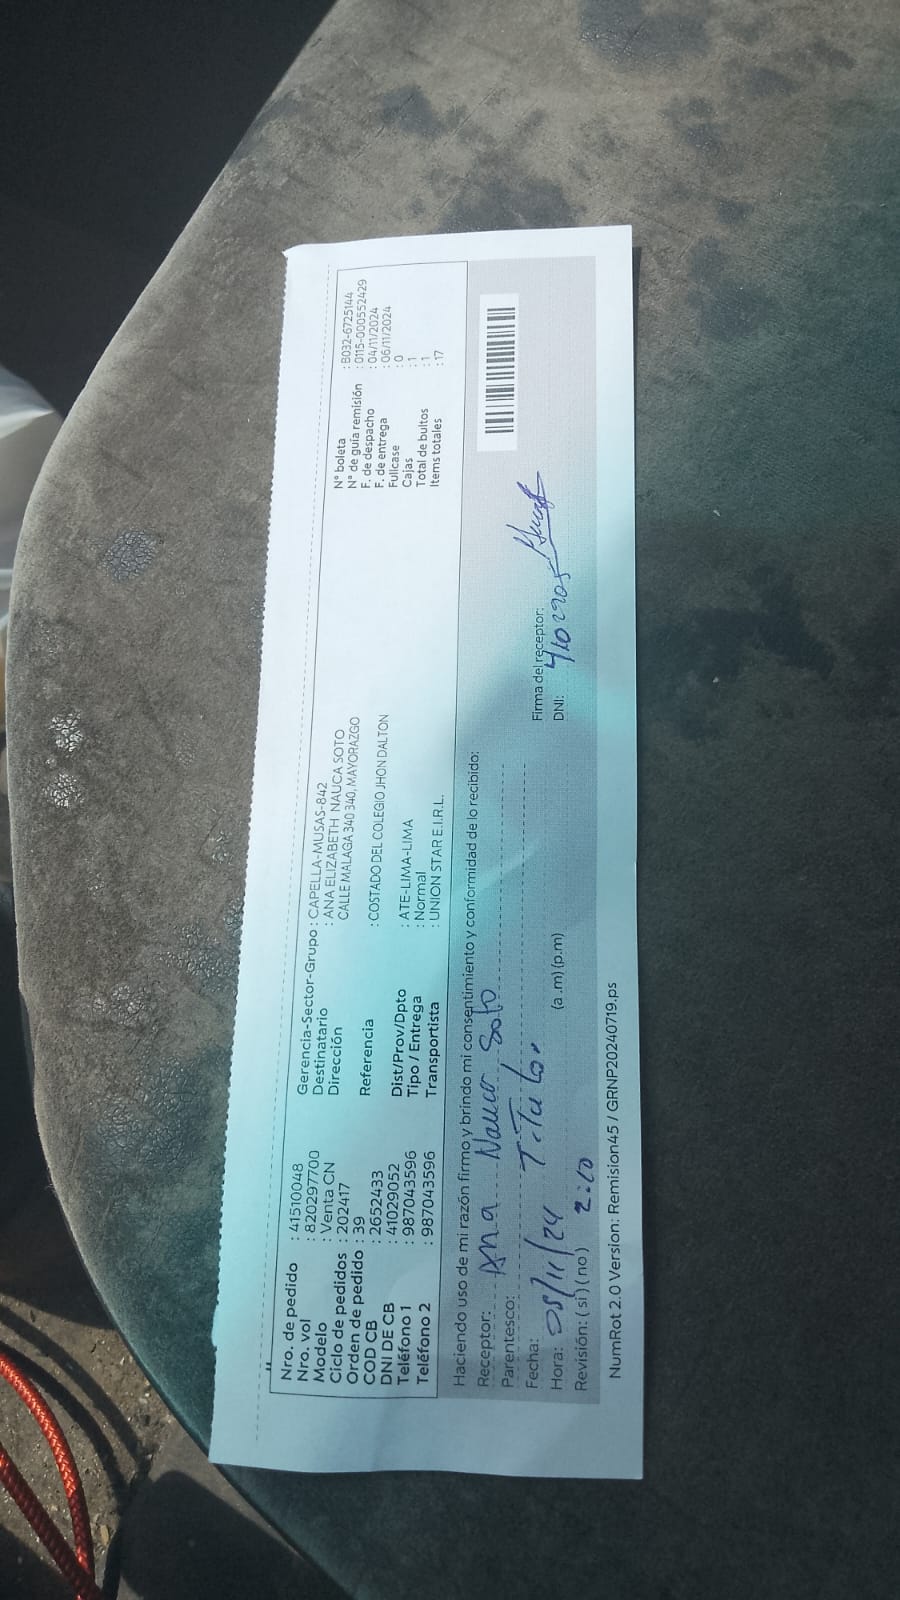 Nro. de pedido : 41510048
Nro. vol : 820297700
Modelo : Venta CN
Ciclo de pedidos : 202417
Orden de pedido : 39
COD CB : 2652433
DNI DE CB : 41029052
Teléfono 1 : 987043596
Teléfono 2 : 987043596
Gerencia-Sector-Grupo : CAPELLA-MUSAS-842
Destinatario : ANA ELIZABETH NAUCA SOTO
Dirección CALLE MALAGA 340 340, MAYORAZGO
Referencia : COSTADO DEL COLEGIO JHON DALTON
Dist/Prov/Dpto : ATE-LIMA-LIMA
Tipo / Entrega : Normal
Transportista : UNION STAR E.I.R.L.
N° boleta : B032-6725144
N° de guía remisión : 0115-000552429
F. de despacho : 04/11/2024
F. de entrega : 06/11/2024
Fullcase : 0
Cajas : 1
Total de bultos : 1
Items totales : 17
Haciendo uso de mi razón firmo y brindo mi consentimiento y conformidad de lo recibido:
Receptor: Ana Nauca Soto
Parentesco: Titular
Fecha: 05/11/24
Hora: 2:10 (a.m) (p.m)
Revisión: ( si ) ( no )
Firma del receptor:
DNI:
NumRot 2.0 Version: Remision45 / GRNP20240719.ps